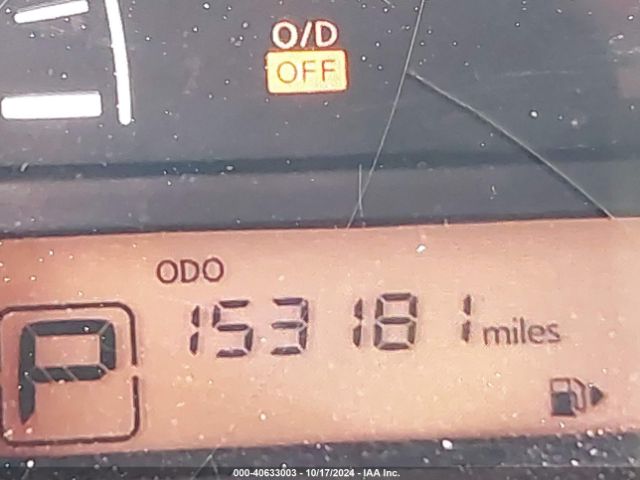 O/D
OFF
ODO
153181 miles
P
000-40633003 - 10/17/2024 - IAA Inc.